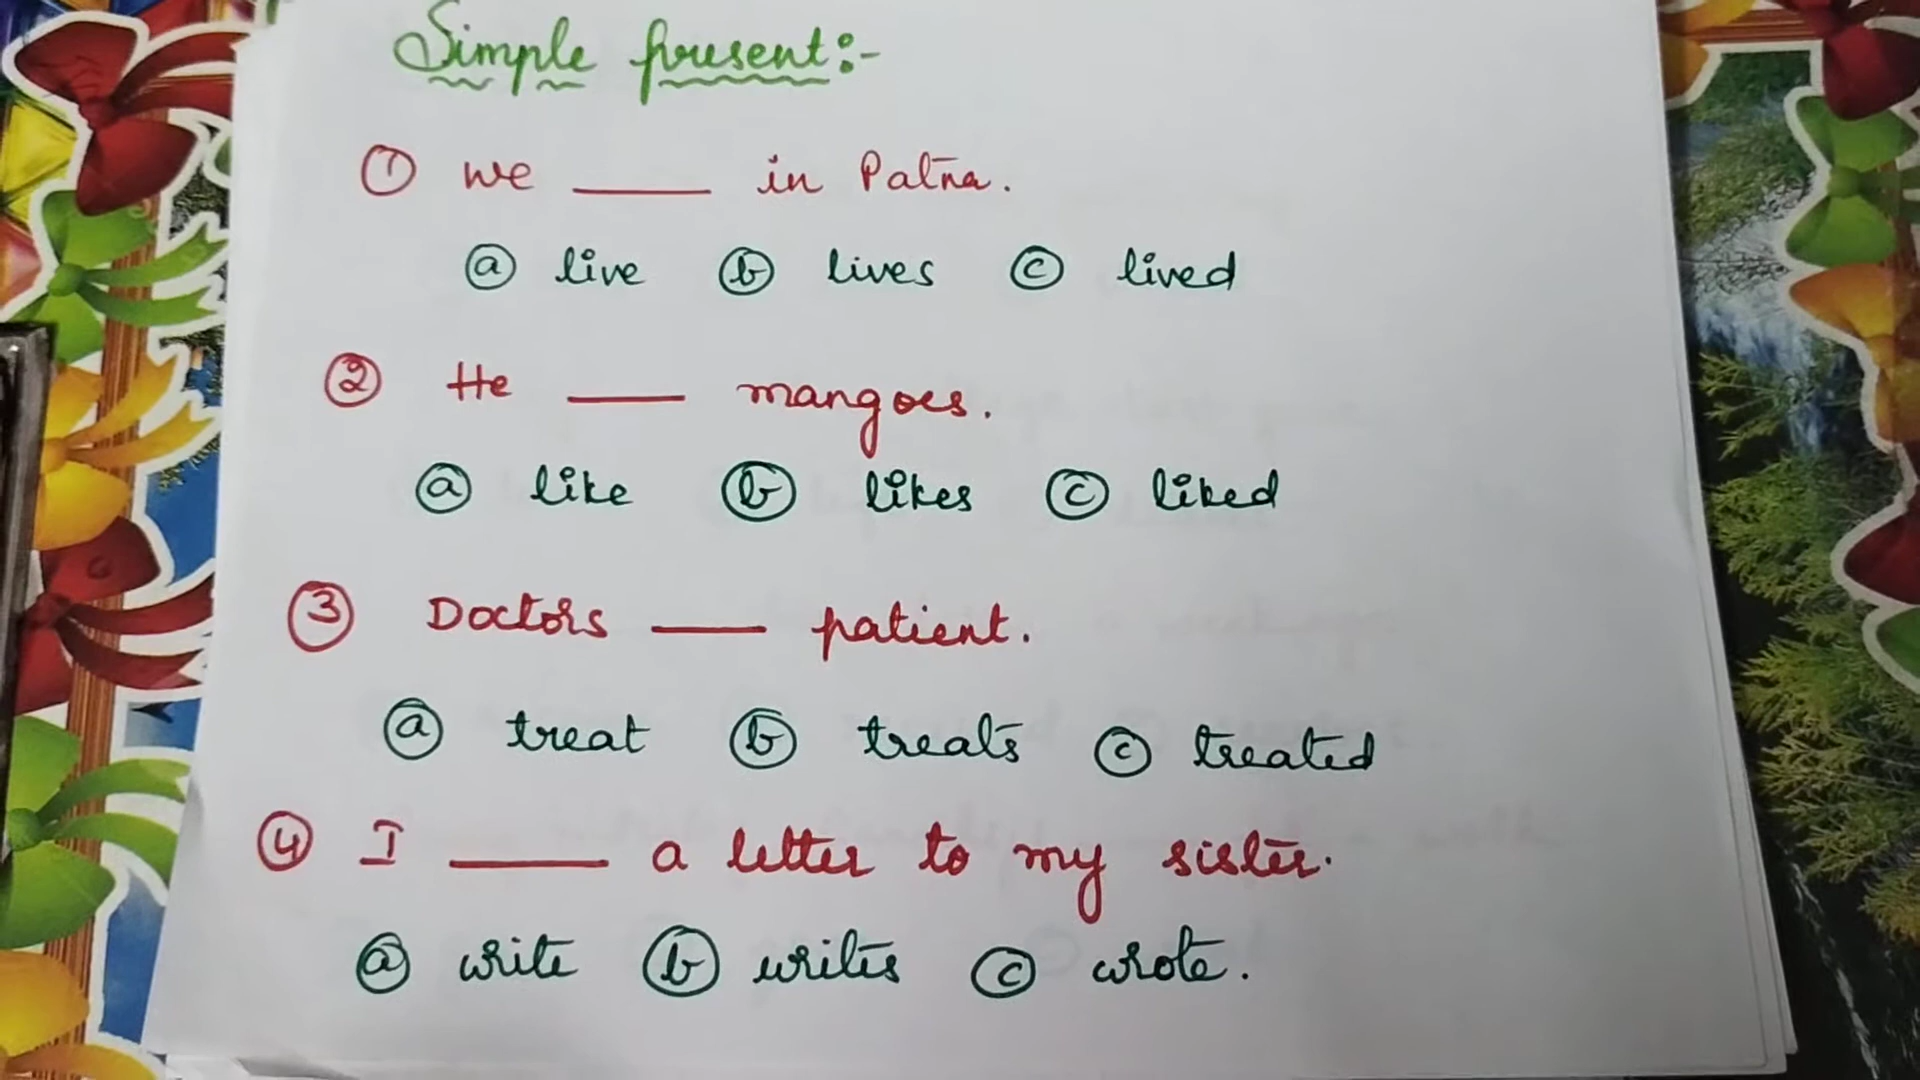 Simple present:-
① We ____ in Patna.
ⓐ live ⓑ lives ⓒ lived
② He ____ mangoes.
ⓐ like ⓑ likes ⓒ liked
③ Doctors ____ patient.
ⓐ treat ⓑ treats ⓒ treated
④ I ____ a letter to my sister.
ⓐ write ⓑ writes ⓒ wrote.